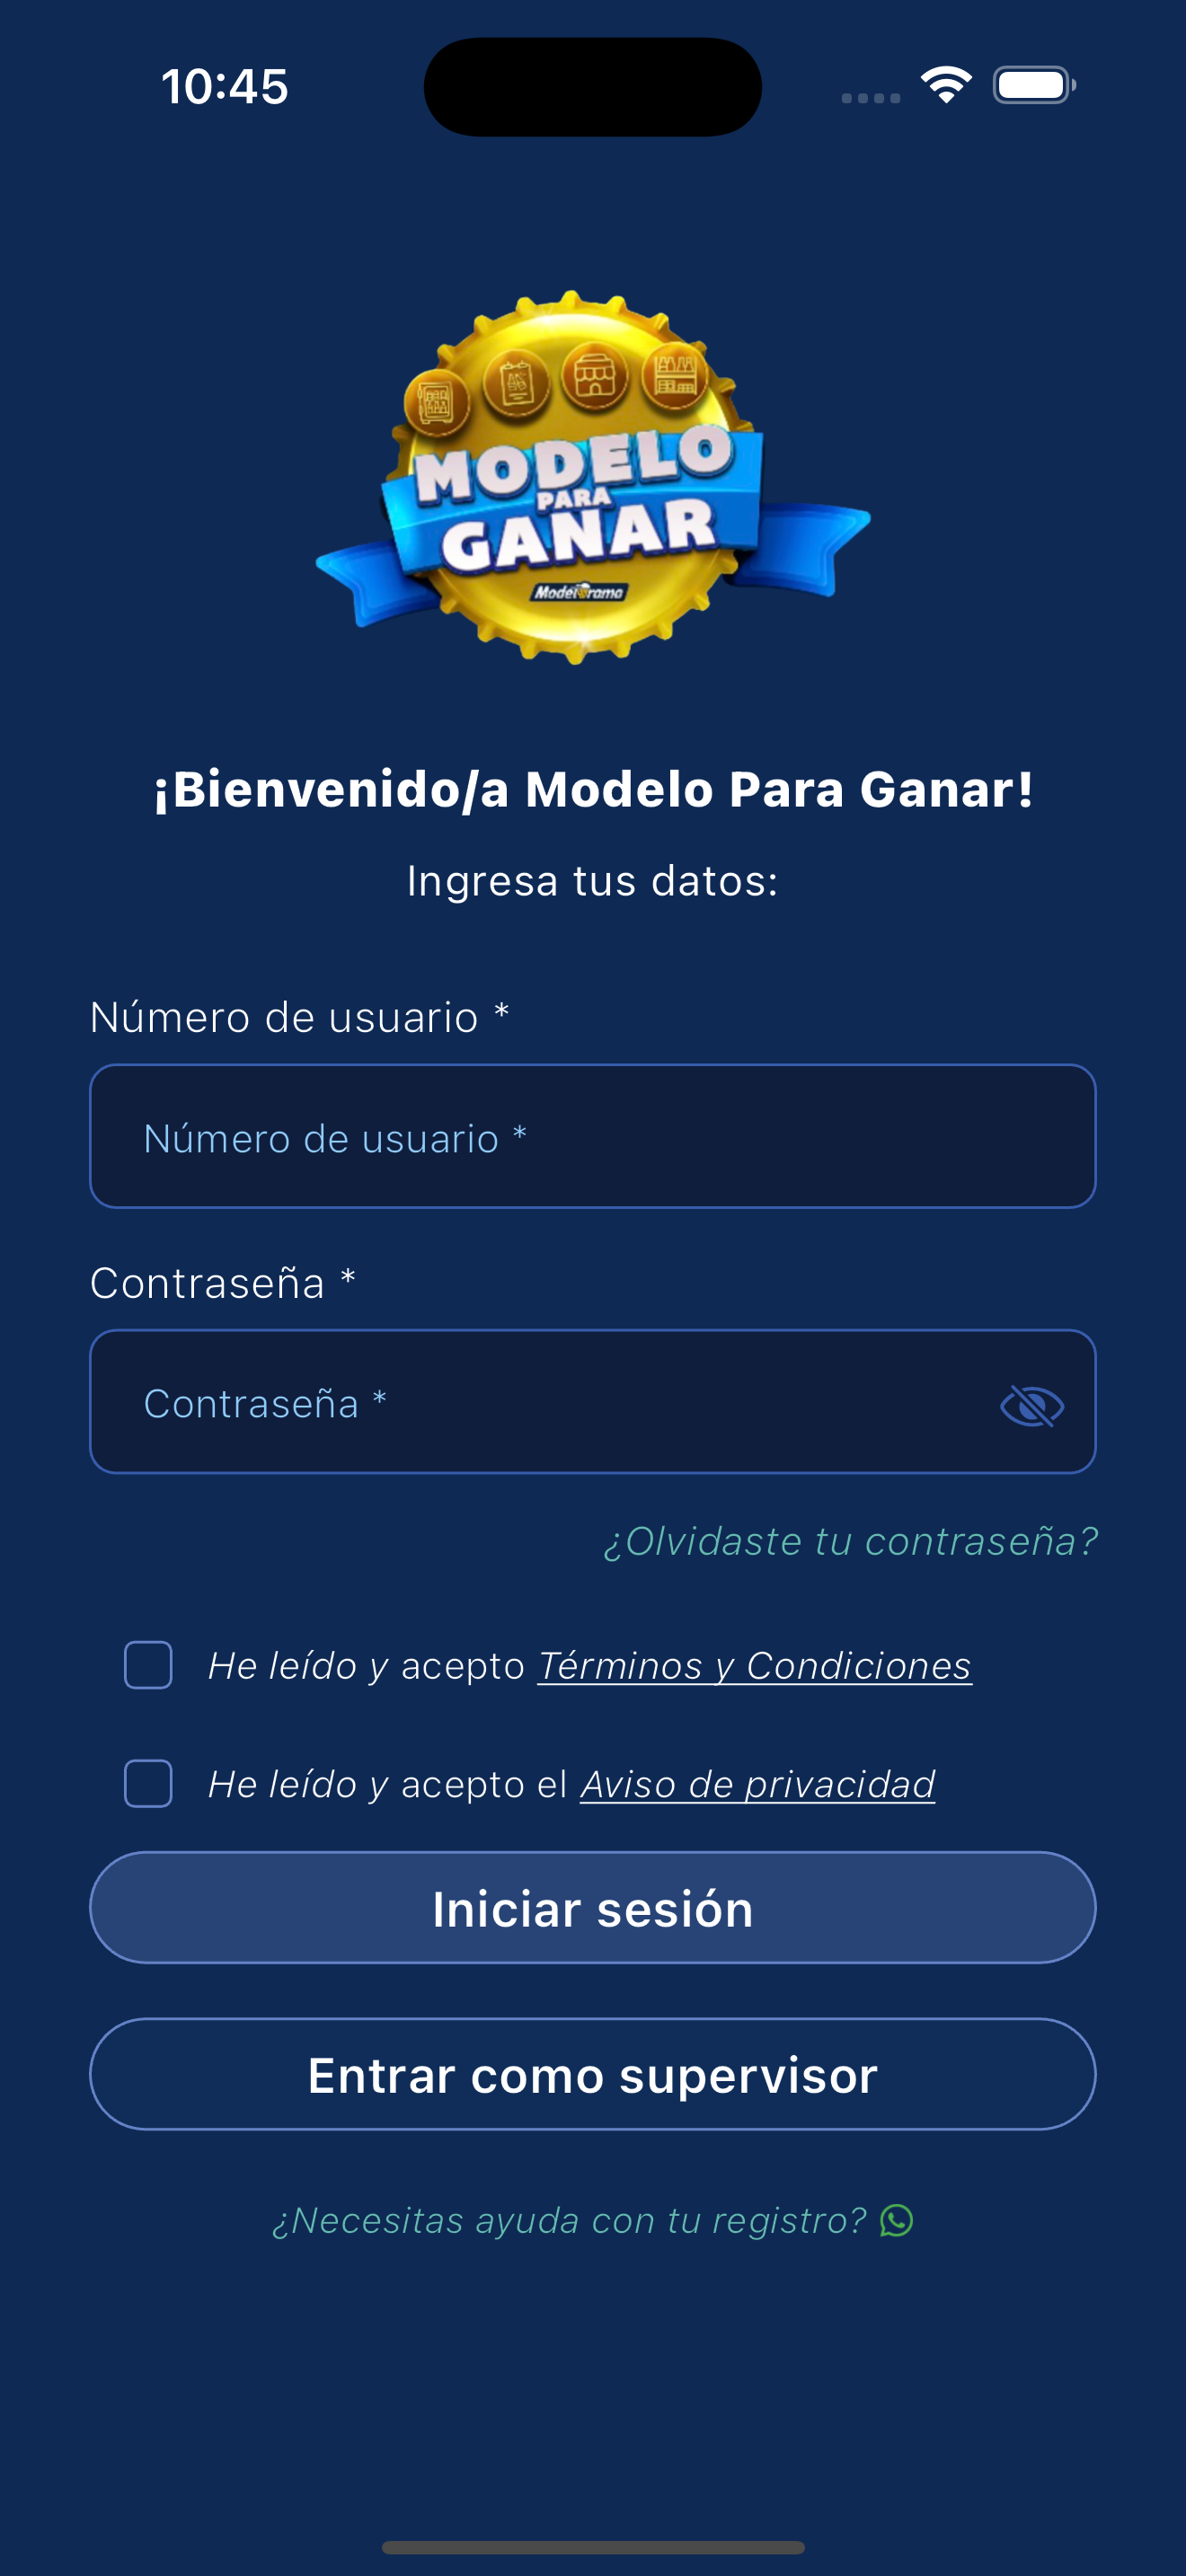 10:45
MODELO
PARA
GANAR
Modelorama
¡Bienvenido/a Modelo Para Ganar!
Ingresa tus datos:
Número de usuario *
Número de usuario *
Contraseña *
Contraseña *
¿Olvidaste tu contraseña?
He leído y acepto Términos y Condiciones
He leído y acepto el Aviso de privacidad
Iniciar sesión
Entrar como supervisor
¿Necesitas ayuda con tu registro?